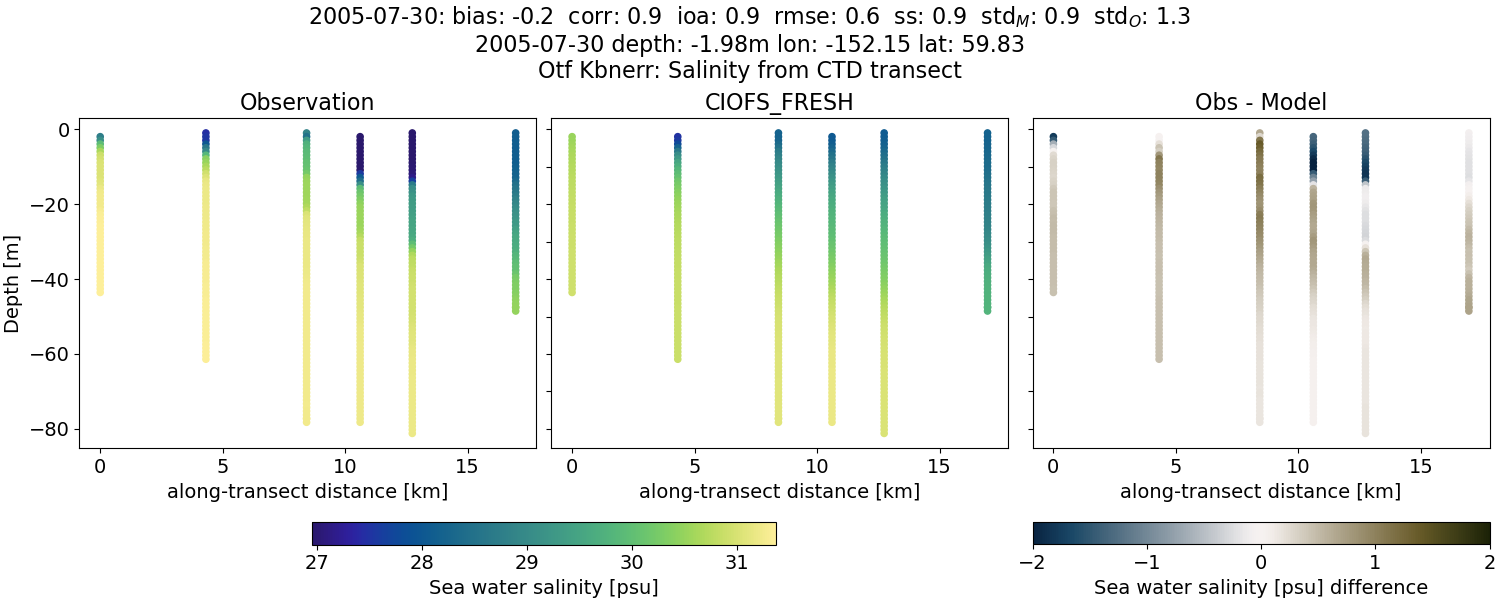 2005-07-30: bias: -0.2  corr: 0.9  ioa: 0.9  rmse: 0.6  ss: 0.9  std_M: 0.9  std_O: 1.3
2005-07-30 depth: -1.98m lon: -152.15 lat: 59.83
Otf Kbnerr: Salinity from CTD transect
Observation
CIOFS_FRESH
Obs - Model
Depth [m]
0
−20
−40
−60
−80
0 5 10 15
0 5 10 15
0 5 10 15
along-transect distance [km]
along-transect distance [km]
along-transect distance [km]
27 28 29 30 31
Sea water salinity [psu]
−2 −1 0 1 2
Sea water salinity [psu] difference